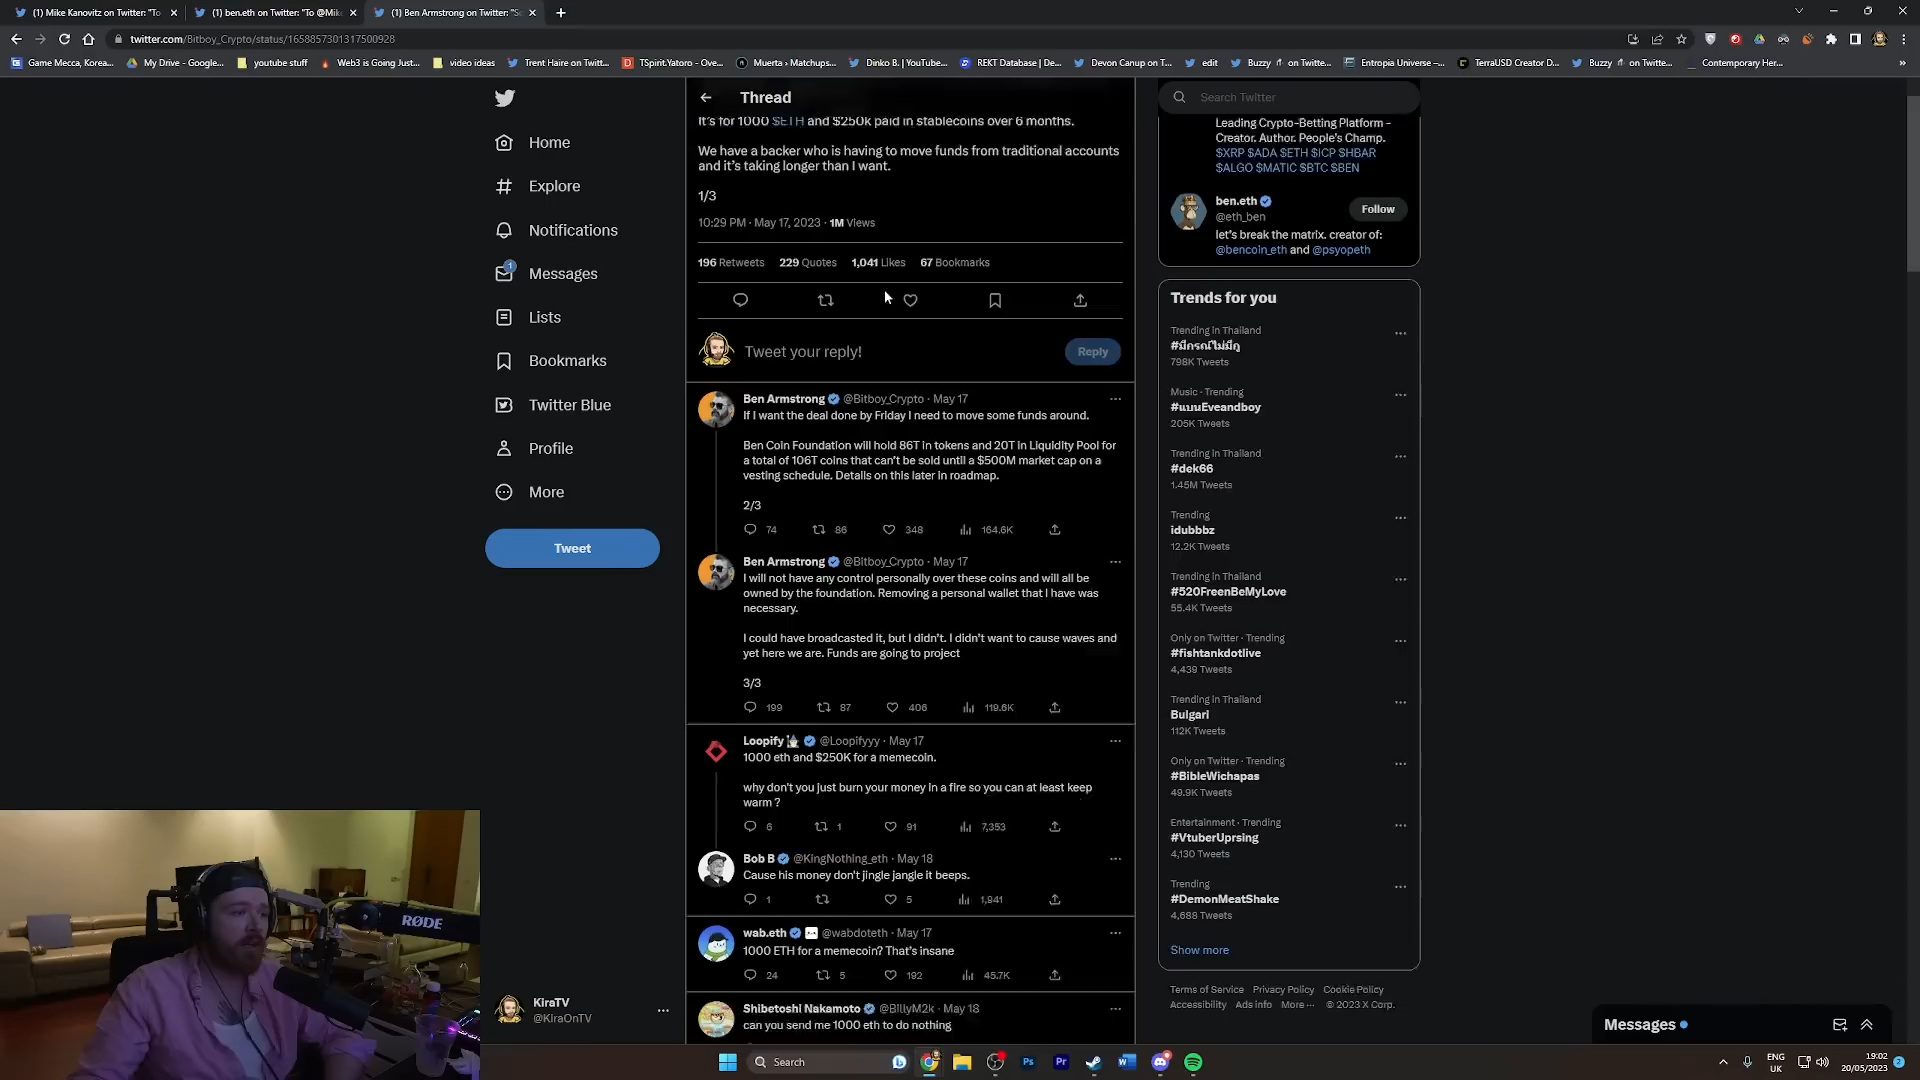 (1) Mike Kanovitz on Twitter: "To
(1) ben.eth on Twitter: "To @Mik
(1) Ben Armstrong on Twitter: "S
twitter.com/Bitboy_Crypto/status/1658857301317500928
Game Mecca, Korea...
My Drive - Google...
youtube stuff
Web3 is Going Just...
video ideas
Trent Haire on Twitt...
TSpirit.Yatoro - Ove...
Muerta › Matchups...
Dinko B. | YouTube...
REKT Database | De...
Devon Canup on T...
edit
Buzzy on Twitte...
Entropia Universe –...
TerraUSD Creator D...
Buzzy on Twitte...
Contemporary Her...
Home
Explore
Notifications
1
Messages
Lists
Bookmarks
Twitter Blue
Profile
More
Tweet
KiraTV
@KiraOnTV
Thread
It's for 1000 $ETH and $250k paid in stablecoins over 6 months.
We have a backer who is having to move funds from traditional accounts
and it's taking longer than I want.
1/3
10:29 PM · May 17, 2023 · 1M Views
196 Retweets 229 Quotes 1,041 Likes 67 Bookmarks
Tweet your reply!
Reply
Ben Armstrong @Bitboy_Crypto · May 17
If I want the deal done by Friday I need to move some funds around.
Ben Coin Foundation will hold 86T in tokens and 20T in Liquidity Pool for
a total of 106T coins that can't be sold until a $500M market cap on a
vesting schedule. Details on this later in roadmap.
2/3
74 86 348 164.6K
Ben Armstrong @Bitboy_Crypto · May 17
I will not have any control personally over these coins and will all be
owned by the foundation. Removing a personal wallet that I have was
necessary.
I could have broadcasted it, but I didn't. I didn't want to cause waves and
yet here we are. Funds are going to project
3/3
199 87 406 119.6K
Loopify @Loopifyyy · May 17
1000 eth and $250K for a memecoin.
why don't you just burn your money in a fire so you can at least keep
warm ?
6 1 91 7,353
Bob B @KingNothing_eth · May 18
Cause his money don't jingle jangle it beeps.
1 5 1,941
wab.eth @wabdoteth · May 17
1000 ETH for a memecoin? That's insane
24 5 192 45.7K
Shibetoshi Nakamoto @BillyM2k · May 18
can you send me 1000 eth to do nothing
Search Twitter
Leading Crypto-Betting Platform -
Creator. Author. People's Champ.
$XRP $ADA $ETH $ICP $HBAR
$ALGO $MATIC $BTC $BEN
ben.eth
@eth_ben
Follow
let's break the matrix. creator of:
@bencoin_eth and @psyopeth
Trends for you
Trending in Thailand
#มีกรณ์ไม่มีกู
798K Tweets
Music · Trending
#แบมEveandboy
205K Tweets
Trending in Thailand
#dek66
1.45M Tweets
Trending
idubbbz
12.2K Tweets
Trending in Thailand
#520FreenBeMyLove
55.4K Tweets
Only on Twitter · Trending
#fishtankdotlive
4,439 Tweets
Trending in Thailand
Bulgari
112K Tweets
Only on Twitter · Trending
#BibleWichapas
49.9K Tweets
Entertainment · Trending
#VtuberUprsing
4,130 Tweets
Trending
#DemonMeatShake
4,688 Tweets
Show more
Terms of Service Privacy Policy Cookie Policy
Accessibility Ads info More ··· © 2023 X Corp.
Messages
RØDE
Search
Ps
Pr
ENG
UK
19:02
20/05/2023
2